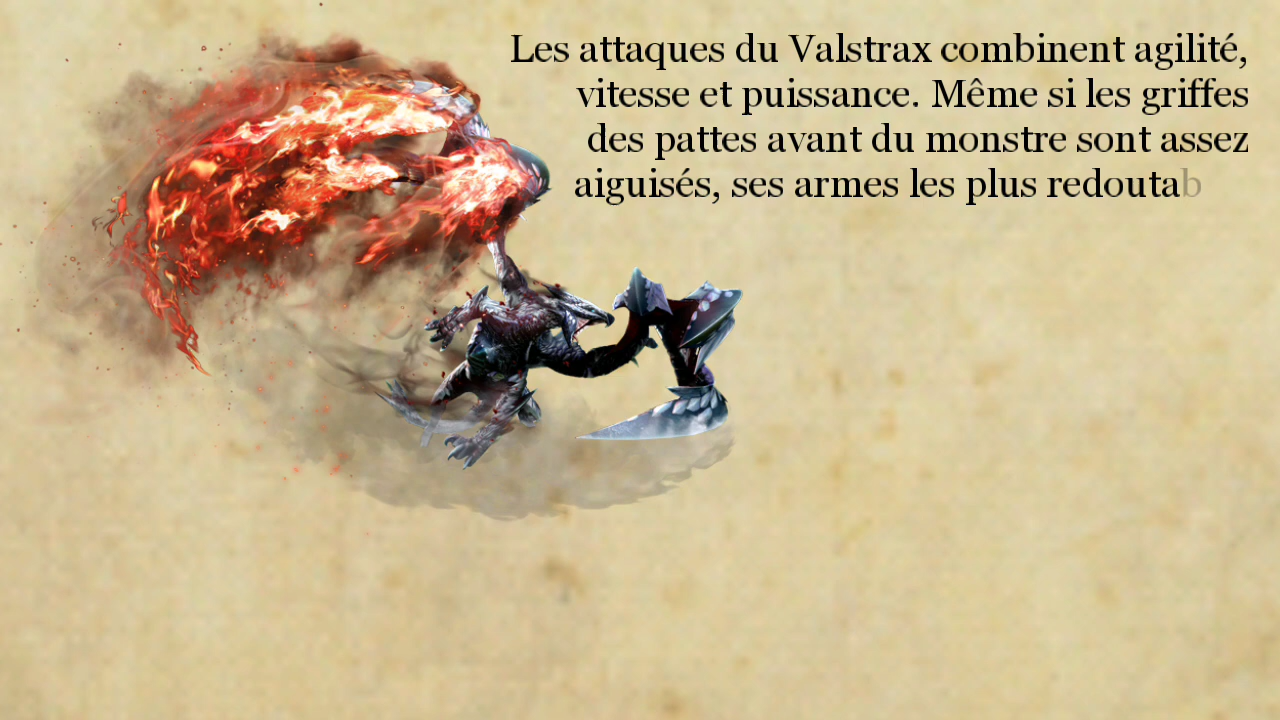 Les attaques du Valstrax combinent agilité,
vitesse et puissance. Même si les griffes
des pattes avant du monstre sont assez
aiguisés, ses armes les plus redoutab